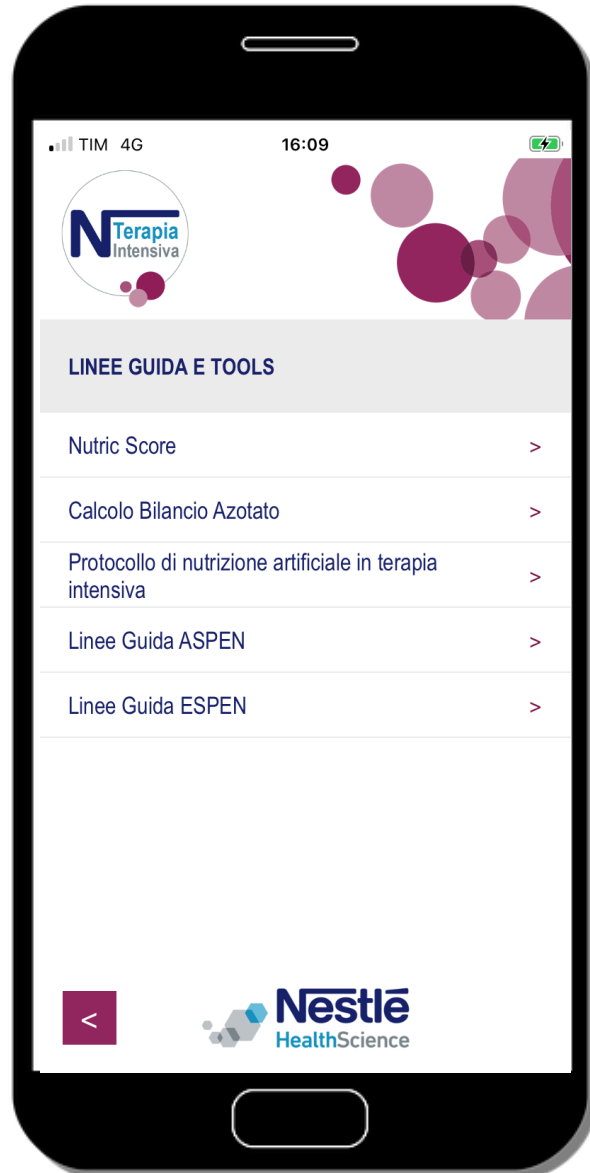 TIM 4G 16:09
N Terapia
Intensiva
LINEE GUIDA E TOOLS
Nutric Score >
Calcolo Bilancio Azotato >
Protocollo di nutrizione artificiale in terapia
intensiva >
Linee Guida ASPEN >
Linee Guida ESPEN >
<
Nestlé
HealthScience